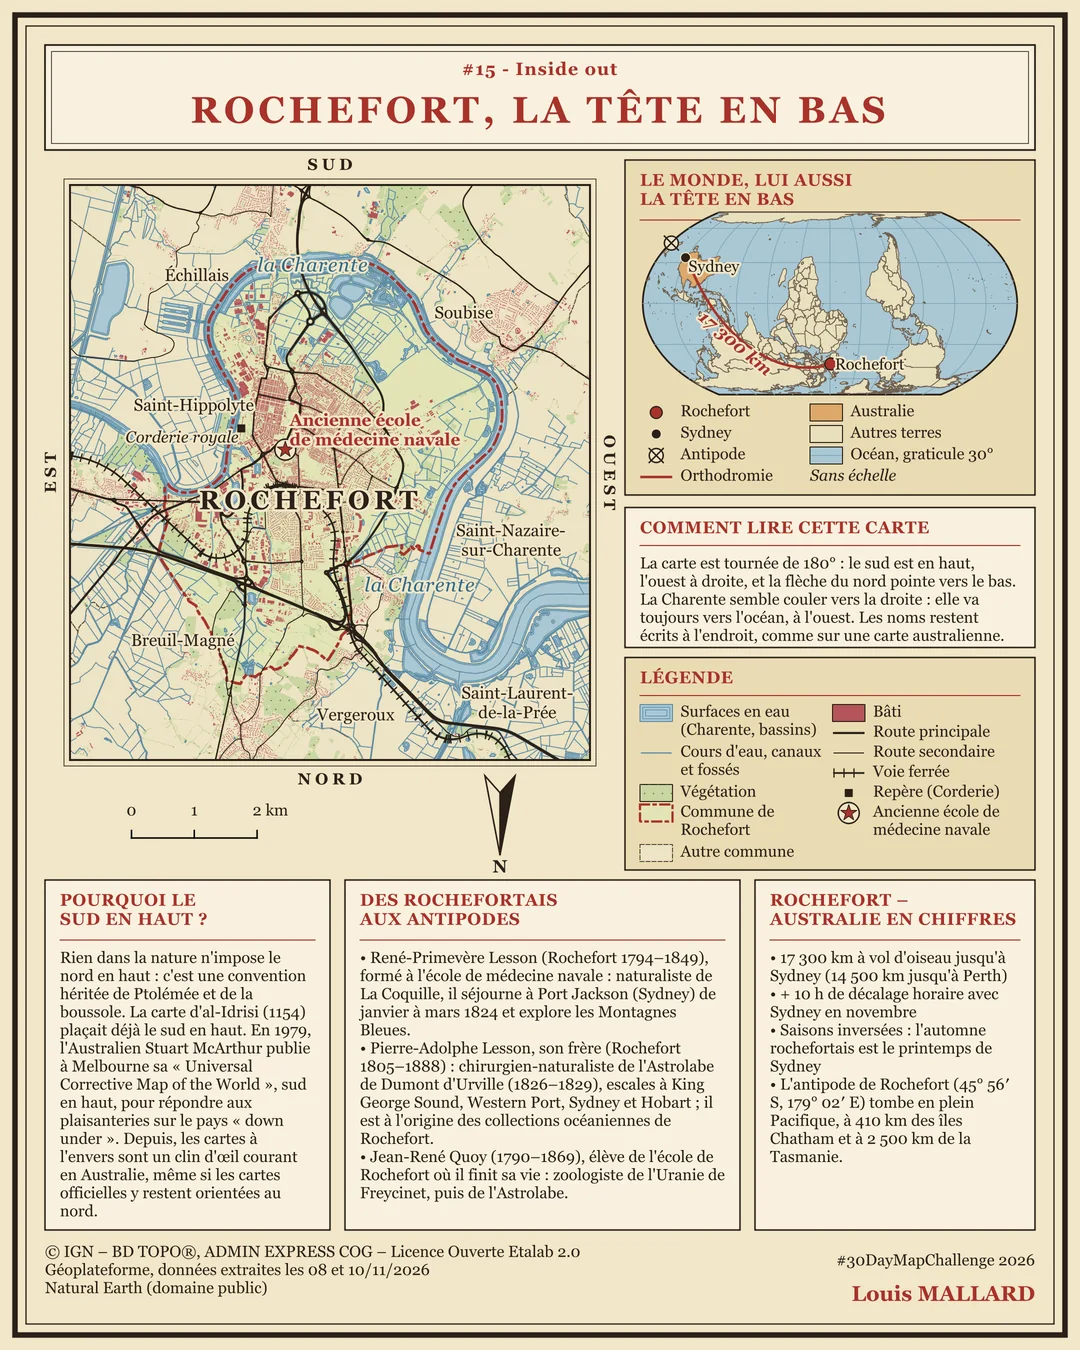 #15 - Inside out
ROCHEFORT, LA TÊTE EN BAS
SUD
Échillais
la Charente
Soubise
Saint-Hippolyte
Corderie royale
Ancienne école
de médecine navale
EST
OUEST
ROCHEFORT
Saint-Nazaire-
sur-Charente
la Charente
Breuil-Magné
Saint-Laurent-
de-la-Prée
Vergeroux
NORD
0 1 2 km
N
LE MONDE, LUI AUSSI
LA TÊTE EN BAS
Sydney
17 300 km
Rochefort
Rochefort
Sydney
Antipode
Orthodromie
Australie
Autres terres
Océan, graticule 30°
Sans échelle
COMMENT LIRE CETTE CARTE
La carte est tournée de 180° : le sud est en haut,
l'ouest à droite, et la flèche du nord pointe vers le bas.
La Charente semble couler vers la droite : elle va
toujours vers l'océan, à l'ouest. Les noms restent
écrits à l'endroit, comme sur une carte australienne.
LÉGENDE
Surfaces en eau
(Charente, bassins)
Cours d'eau, canaux
et fossés
Végétation
Commune de
Rochefort
Autre commune
Bâti
Route principale
Route secondaire
Voie ferrée
Repère (Corderie)
Ancienne école de
médecine navale
POURQUOI LE
SUD EN HAUT ?
Rien dans la nature n'impose le
nord en haut : c'est une convention
héritée de Ptolémée et de la
boussole. La carte d'al-Idrisi (1154)
plaçait déjà le sud en haut. En 1979,
l'Australien Stuart McArthur publie
à Melbourne sa « Universal
Corrective Map of the World », sud
en haut, pour répondre aux
plaisanteries sur le pays « down
under ». Depuis, les cartes à
l'envers sont un clin d'œil courant
en Australie, même si les cartes
officielles y restent orientées au
nord.
DES ROCHEFORTAIS
AUX ANTIPODES
• René-Primevère Lesson (Rochefort 1794–1849),
formé à l'école de médecine navale : naturaliste de
La Coquille, il séjourne à Port Jackson (Sydney) de
janvier à mars 1824 et explore les Montagnes
Bleues.
• Pierre-Adolphe Lesson, son frère (Rochefort
1805–1888) : chirurgien-naturaliste de l'Astrolabe
de Dumont d'Urville (1826–1829), escales à King
George Sound, Western Port, Sydney et Hobart ; il
est à l'origine des collections océaniennes de
Rochefort.
• Jean-René Quoy (1790–1869), élève de l'école de
Rochefort où il finit sa vie : zoologiste de l'Uranie de
Freycinet, puis de l'Astrolabe.
ROCHEFORT –
AUSTRALIE EN CHIFFRES
• 17 300 km à vol d'oiseau jusqu'à
Sydney (14 500 km jusqu'à Perth)
• + 10 h de décalage horaire avec
Sydney en novembre
• Saisons inversées : l'automne
rochefortais est le printemps de
Sydney
• L'antipode de Rochefort (45° 56′
S, 179° 02′ E) tombe en plein
Pacifique, à 410 km des îles
Chatham et à 2 500 km de la
Tasmanie.
© IGN – BD TOPO®, ADMIN EXPRESS COG – Licence Ouverte Etalab 2.0
Géoplateforme, données extraites les 08 et 10/11/2026
Natural Earth (domaine public)
#30DayMapChallenge 2026
Louis MALLARD